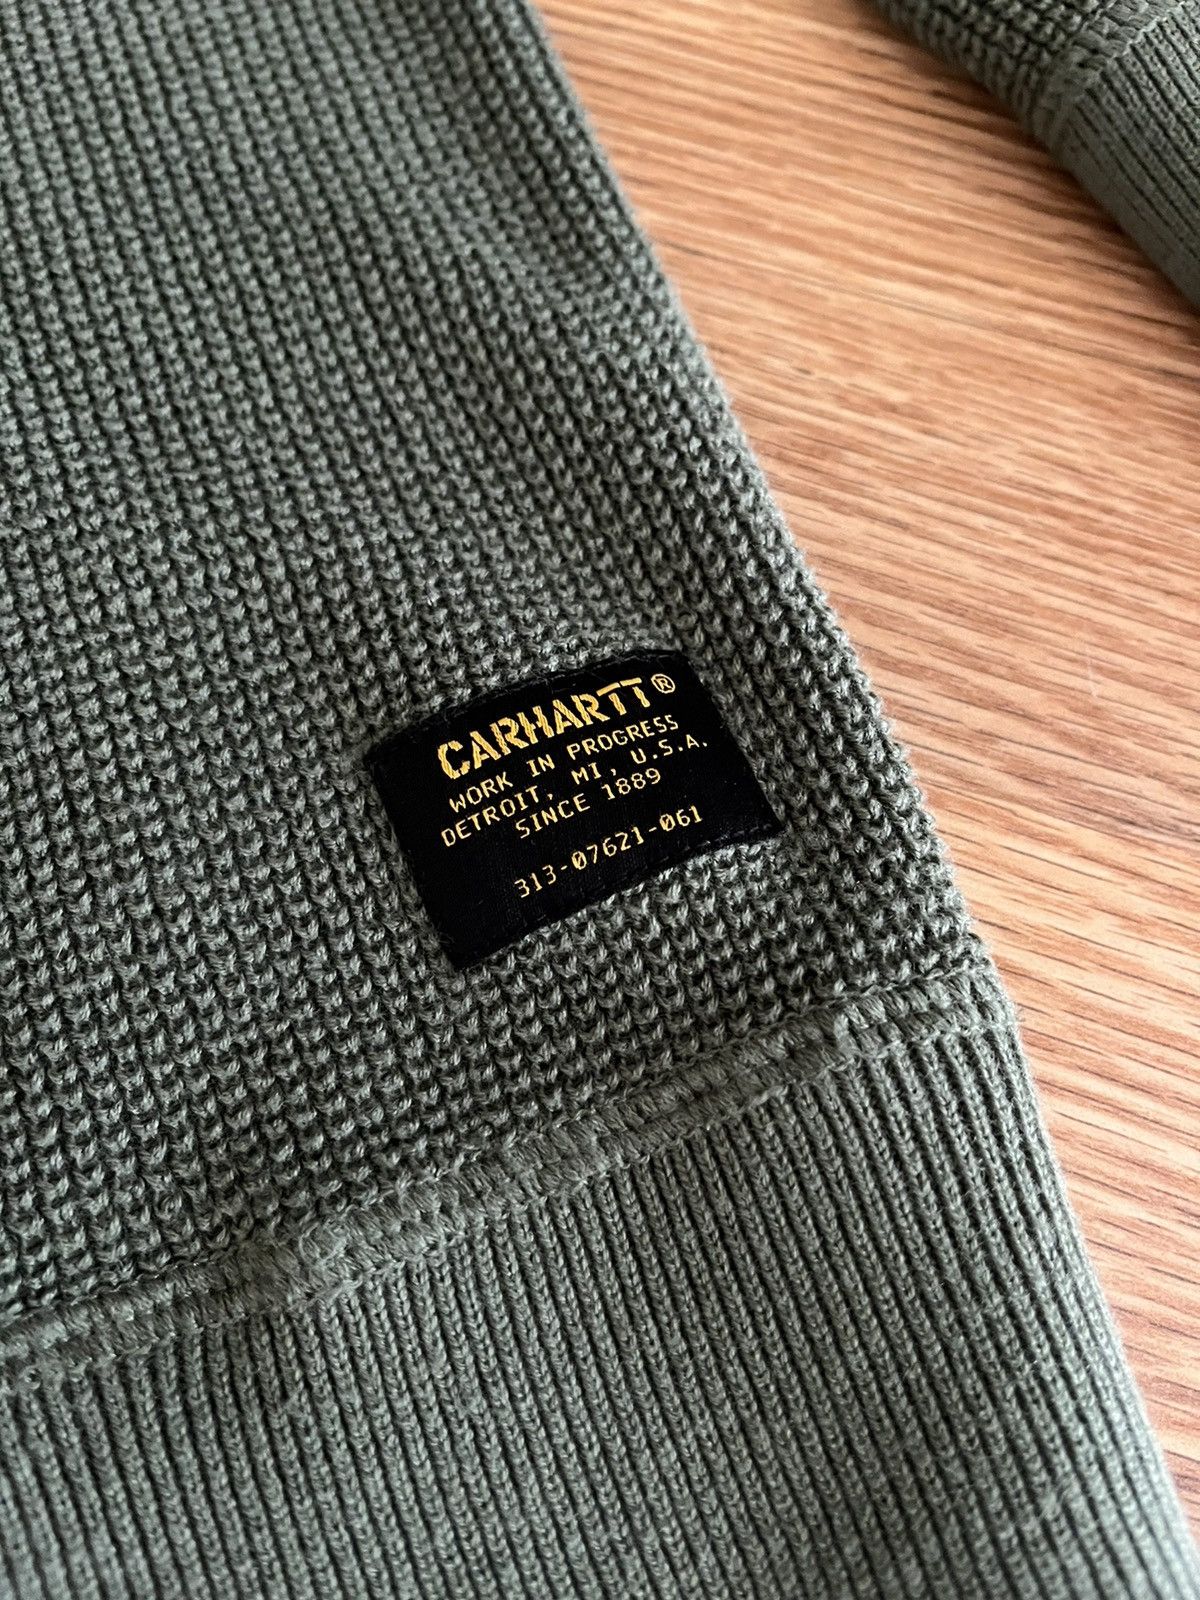 CARHARTT®
WORK IN PROGRESS
DETROIT, MI, U.S.A.
SINCE 1889
313-07621-061